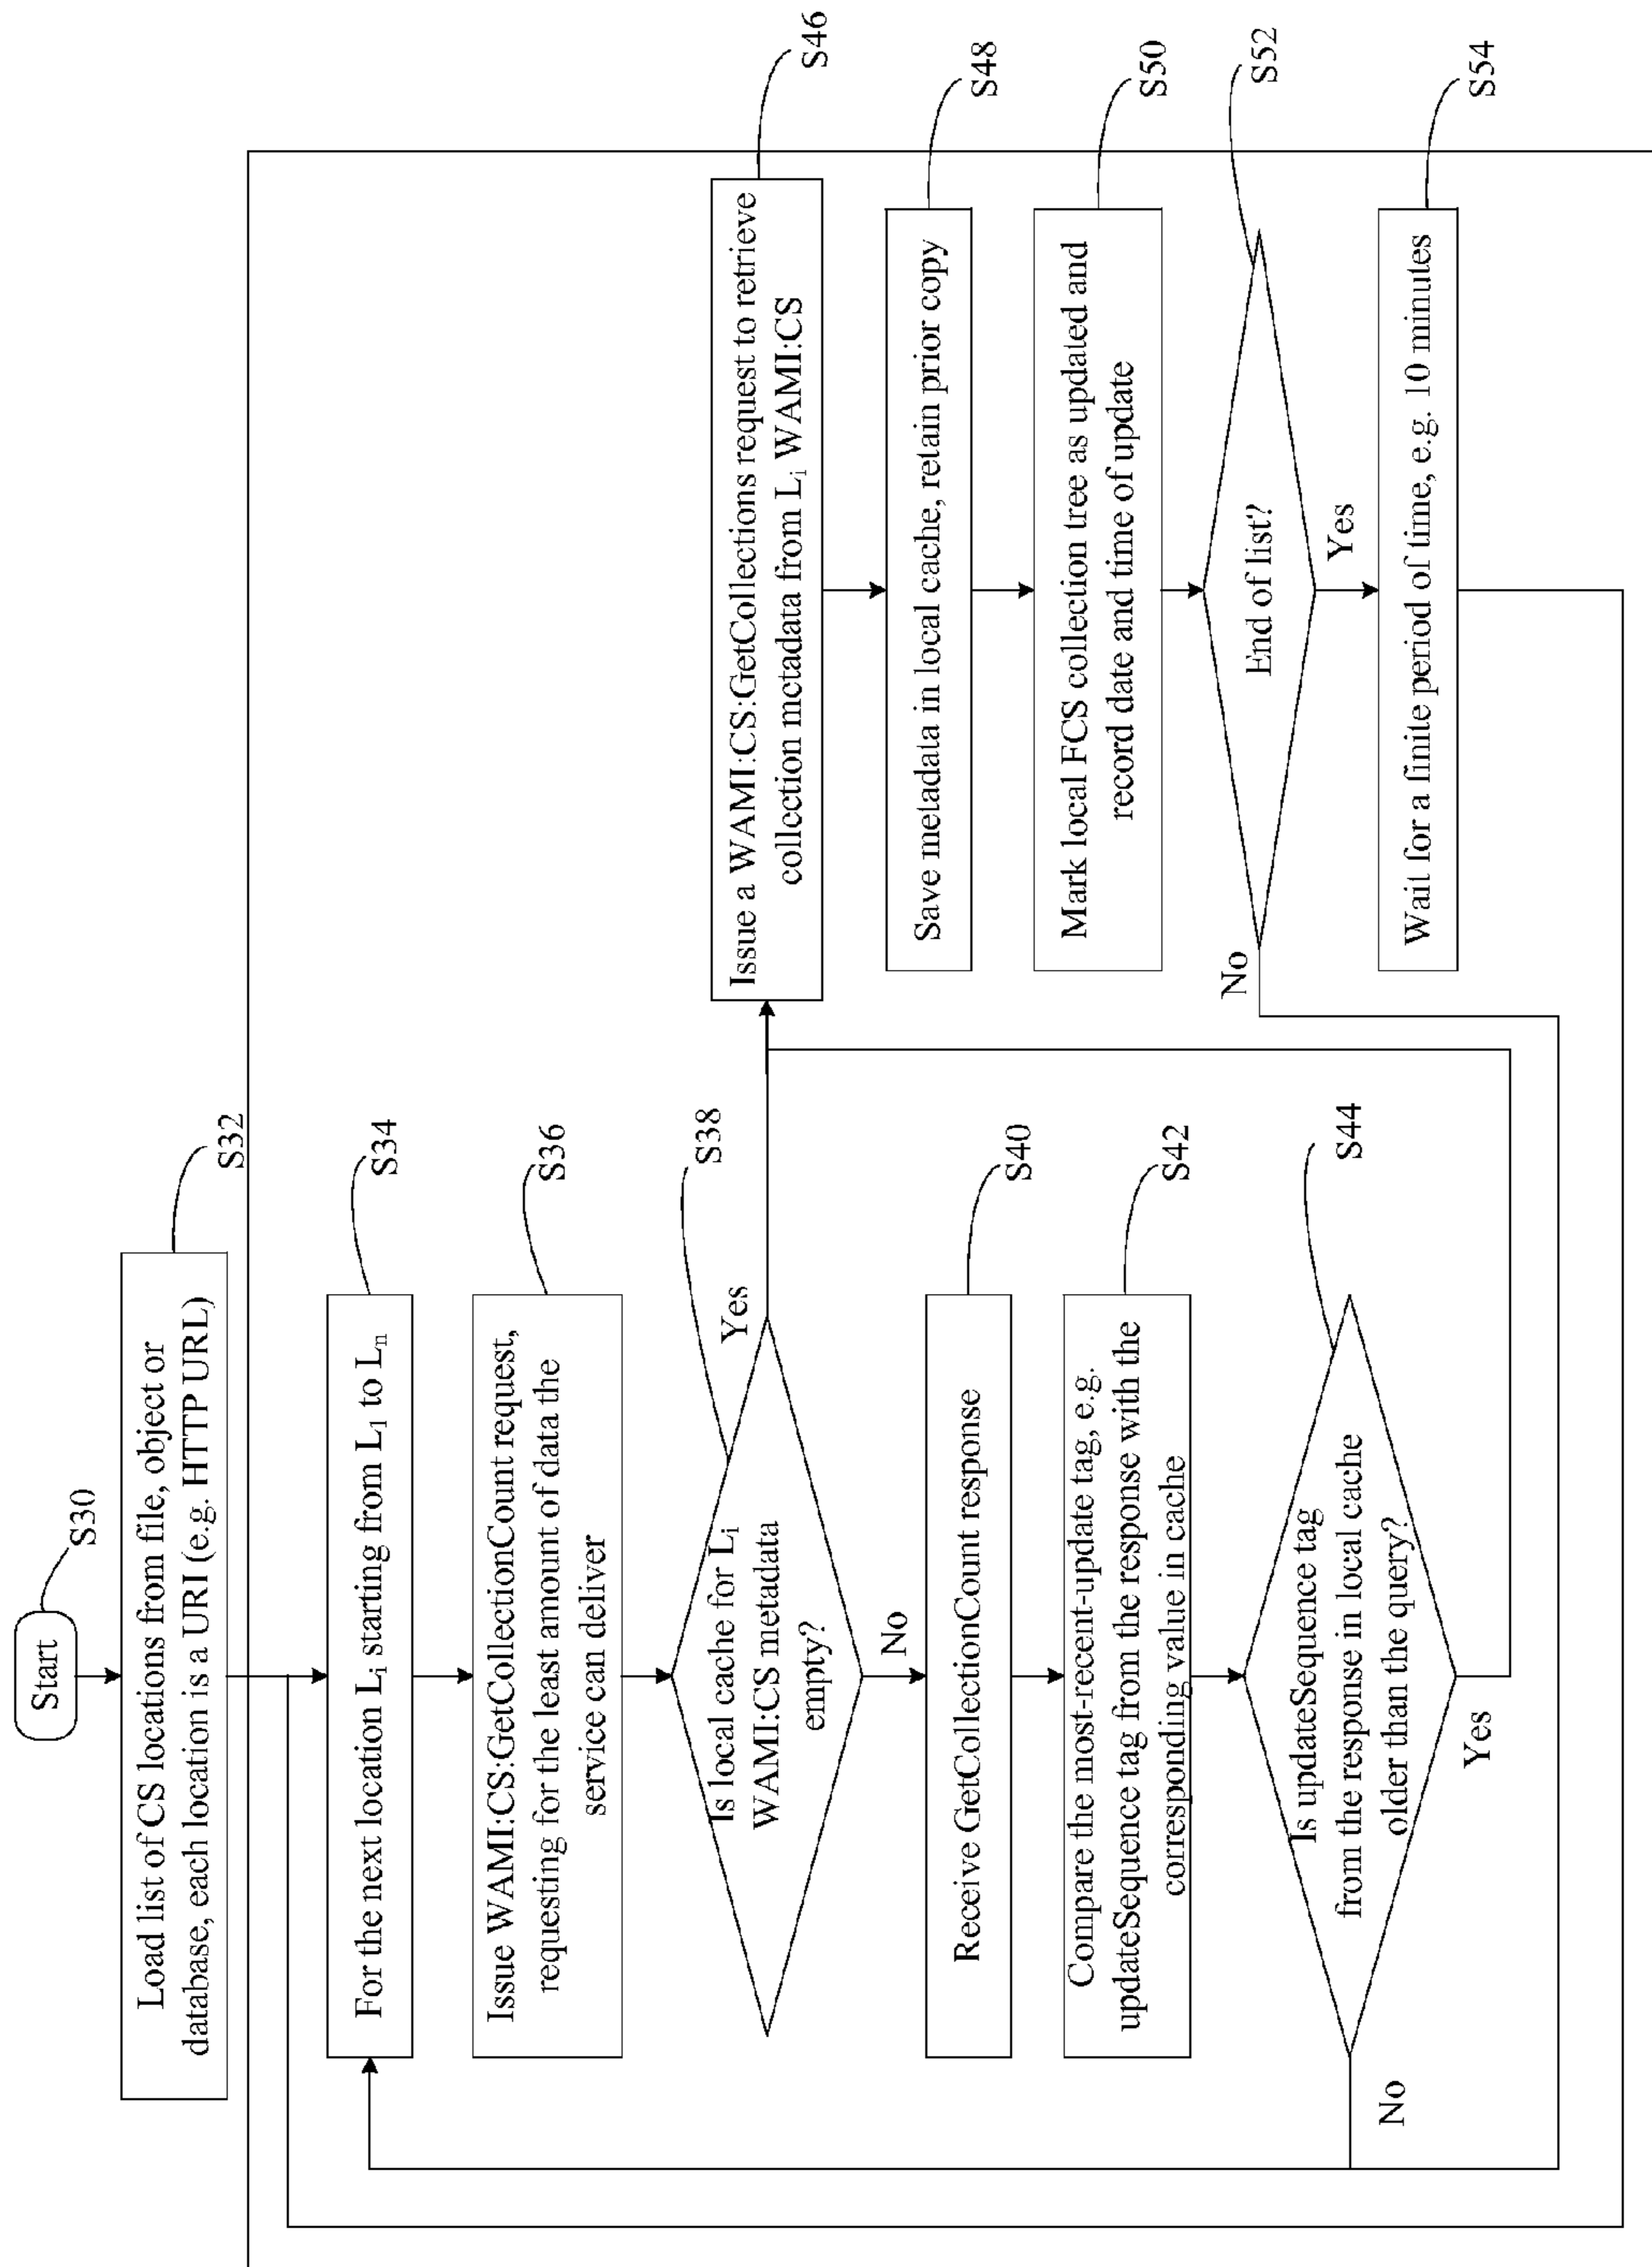 Start
S30
Load list of CS locations from file, object or
database, each location is a URI (e.g. HTTP URL)
S32
For the next location Li starting from L1 to Ln
S34
Issue WAMI:CS:GetCollectionCount request,
requesting for the least amount of data the
service can deliver
S36
Is local cache for Li
WAMI:CS metadata
empty?
S38
Yes
No
Receive GetCollectionCount response
S40
Compare the most-recent-update tag, e.g.
updateSequence tag from the response with the
corresponding value in cache
S42
Is updateSequence tag
from the response in local cache
older than the query?
S44
No
Yes
Issue a WAMI:CS:GetCollections request to retrieve
collection metadata from Li WAMI:CS
S46
Save metadata in local cache, retain prior copy
S48
Mark local FCS collection tree as updated and
record date and time of update
S50
End of list?
S52
No
Yes
Wait for a finite period of time, e.g. 10 minutes
S54